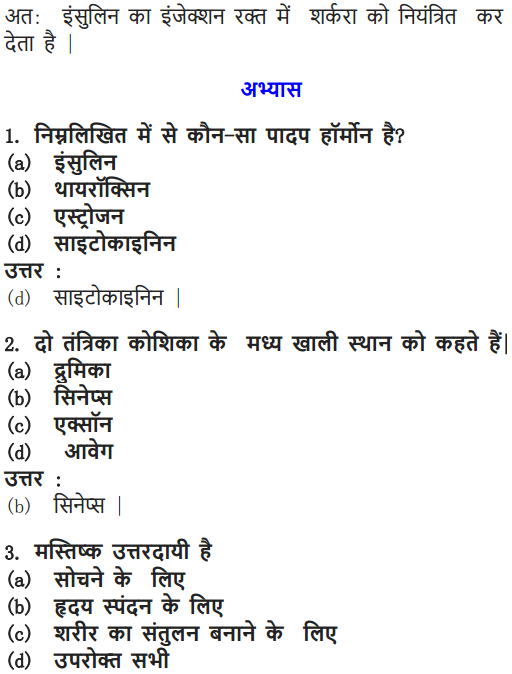 अतः इंसुलिन का इंजेक्शन रक्त में शर्करा को नियंत्रित कर
देता है |
अभ्यास
1. निम्नलिखित में से कौन-सा पादप हॉर्मोन है?
(a) इंसुलिन
(b) थायरॉक्सिन
(c) एस्ट्रोजन
(d) साइटोकाइनिन
उत्तर :
(d) साइटोकाइनिन |
2. दो तंत्रिका कोशिका के मध्य खाली स्थान को कहते हैं|
(a) द्रुमिका
(b) सिनेप्स
(c) एक्सॉन
(d) आवेग
उत्तर :
(b) सिनेप्स |
3. मस्तिष्क उत्तरदायी है
(a) सोचने के लिए
(b) हृदय स्पंदन के लिए
(c) शरीर का संतुलन बनाने के लिए
(d) उपरोक्त सभी